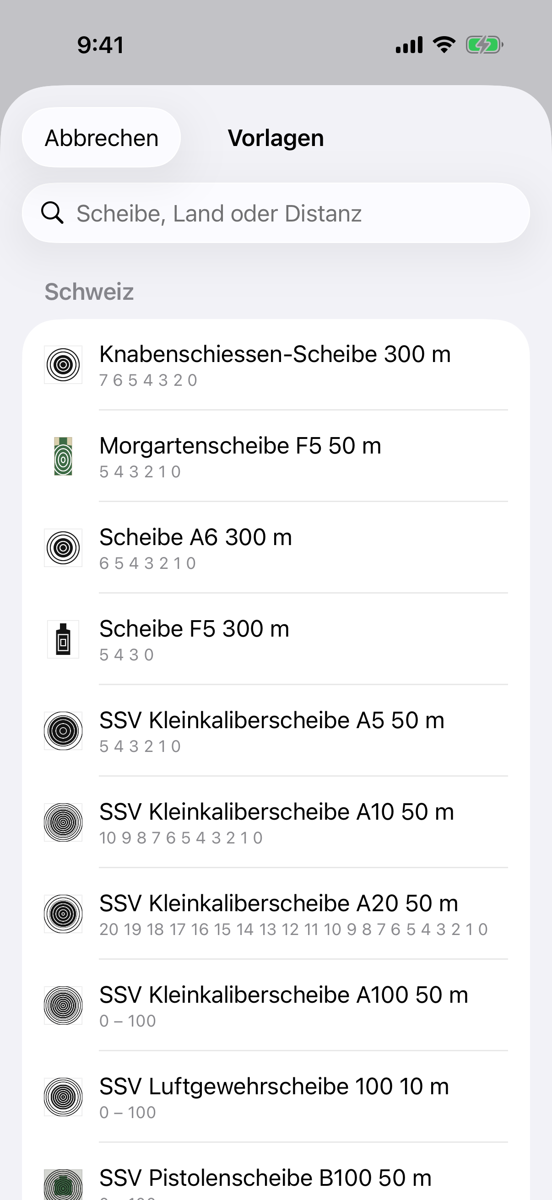 9:41
Abbrechen
Vorlagen
Scheibe, Land oder Distanz
Schweiz
Knabenschiessen-Scheibe 300 m
7 6 5 4 3 2 0
Morgartenscheibe F5 50 m
5 4 3 2 1 0
Scheibe A6 300 m
6 5 4 3 2 1 0
Scheibe F5 300 m
5 4 3 0
SSV Kleinkaliberscheibe A5 50 m
5 4 3 2 1 0
SSV Kleinkaliberscheibe A10 50 m
10 9 8 7 6 5 4 3 2 1 0
SSV Kleinkaliberscheibe A20 50 m
20 19 18 17 16 15 14 13 12 11 10 9 8 7 6 5 4 3 2 1 0
SSV Kleinkaliberscheibe A100 50 m
0 – 100
SSV Luftgewehrscheibe 100 10 m
0 – 100
SSV Pistolenscheibe B100 50 m